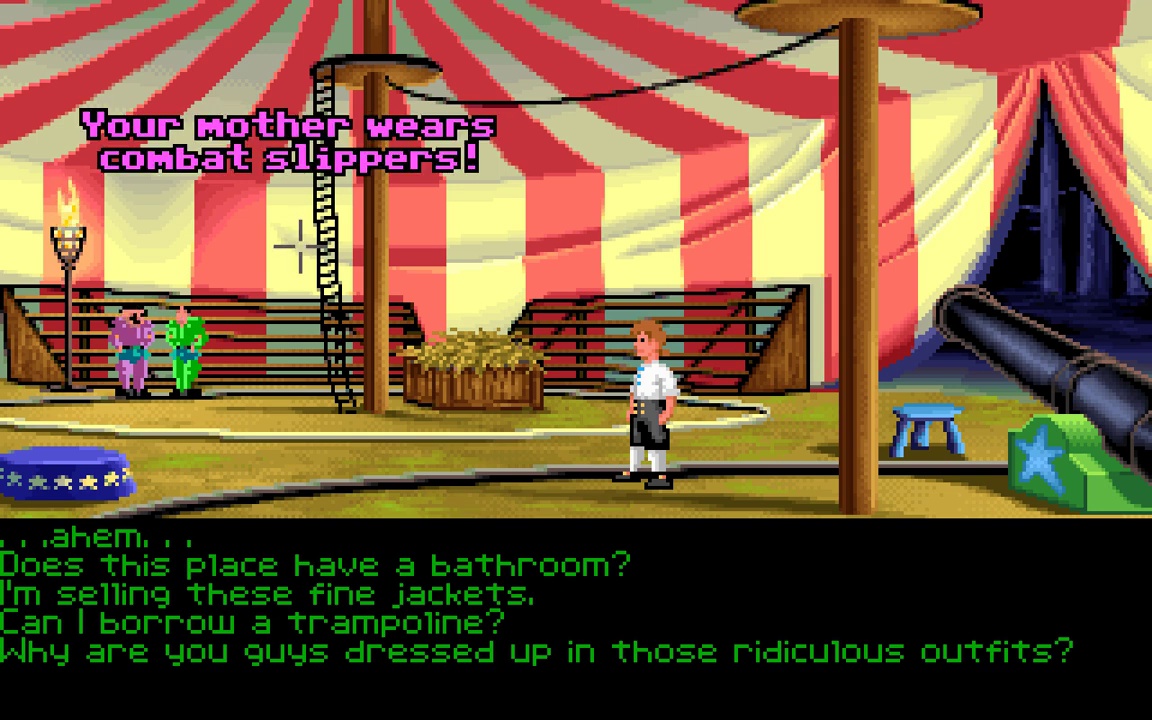 Your mother wears
combat slippers!
. . .ahem. . .
Does this place have a bathroom?
I'm selling these fine jackets.
Can I borrow a trampoline?
Why are you guys dressed up in those ridiculous outfits?